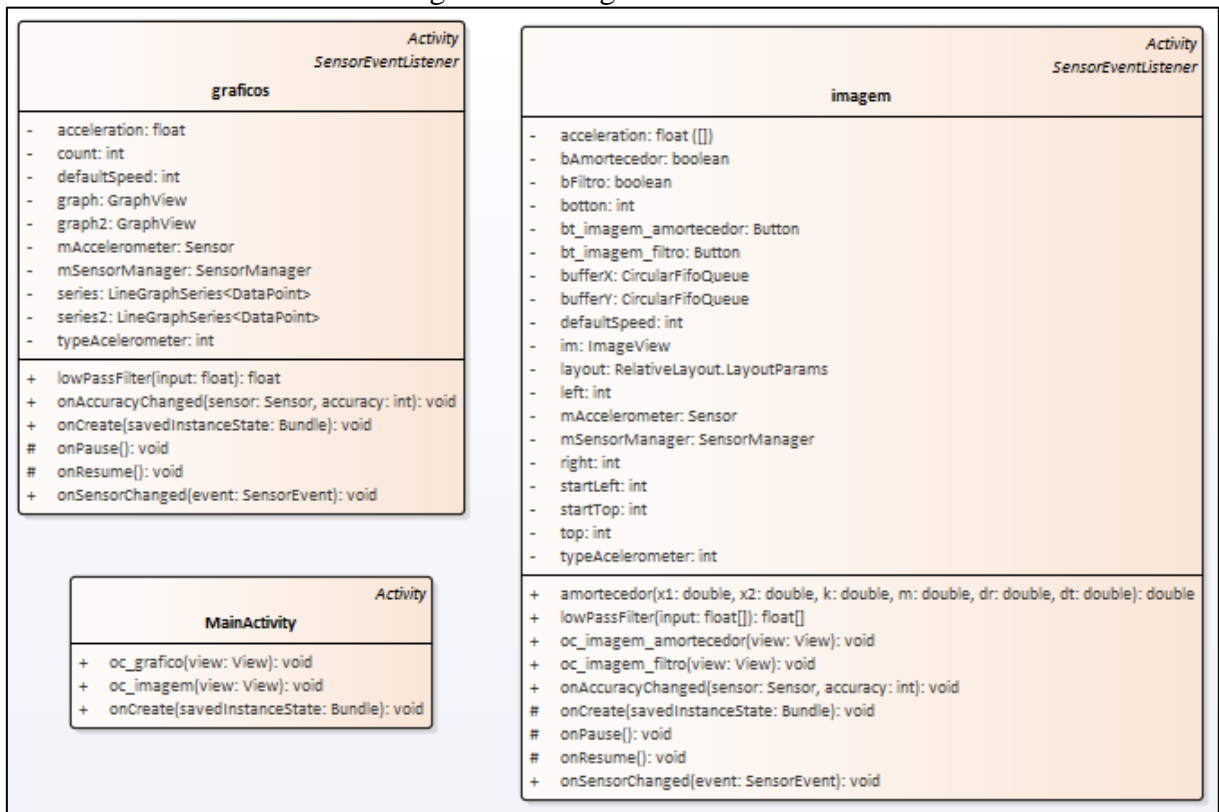 Activity
SensorEventListener
graficos
- acceleration: float
- count: int
- defaultSpeed: int
- graph: GraphView
- graph2: GraphView
- mAccelerometer: Sensor
- mSensorManager: SensorManager
- series: LineGraphSeries<DataPoint>
- series2: LineGraphSeries<DataPoint>
- typeAcelerometer: int
+ lowPassFilter(input: float): float
+ onAccuracyChanged(sensor: Sensor, accuracy: int): void
+ onCreate(savedInstanceState: Bundle): void
# onPause(): void
# onResume(): void
+ onSensorChanged(event: SensorEvent): void
Activity
MainActivity
+ oc_grafico(view: View): void
+ oc_imagem(view: View): void
+ onCreate(savedInstanceState: Bundle): void
Activity
SensorEventListener
imagem
- acceleration: float ([])
- bAmortecedor: boolean
- bFiltro: boolean
- botton: int
- bt_imagem_amortecedor: Button
- bt_imagem_filtro: Button
- bufferX: CircularFifoQueue
- bufferY: CircularFifoQueue
- defaultSpeed: int
- im: ImageView
- layout: RelativeLayout.LayoutParams
- left: int
- mAccelerometer: Sensor
- mSensorManager: SensorManager
- right: int
- startLeft: int
- startTop: int
- top: int
- typeAcelerometer: int
+ amortecedor(x1: double, x2: double, k: double, m: double, dr: double, dt: double): double
+ lowPassFilter(input: float[]): float[]
+ oc_imagem_amortecedor(view: View): void
+ oc_imagem_filtro(view: View): void
+ onAccuracyChanged(sensor: Sensor, accuracy: int): void
# onCreate(savedInstanceState: Bundle): void
# onPause(): void
# onResume(): void
+ onSensorChanged(event: SensorEvent): void